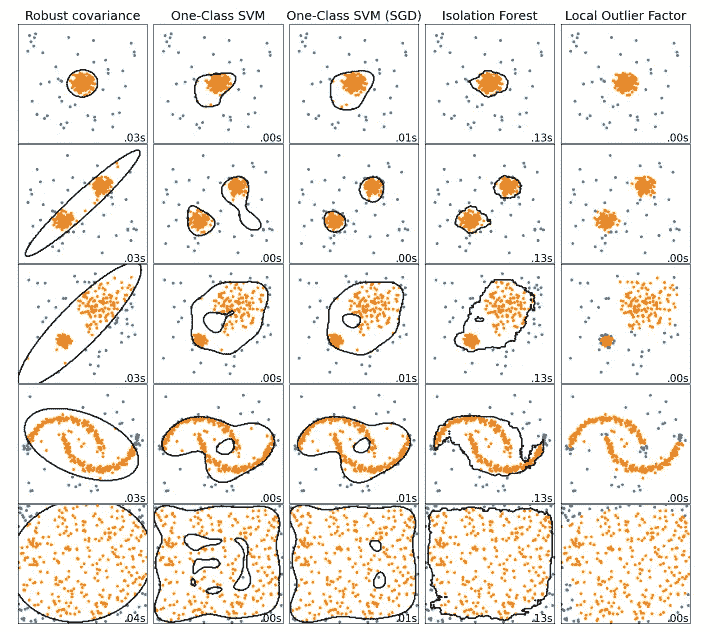 Robust covariance One-Class SVM One-Class SVM (SGD) Isolation Forest Local Outlier Factor
.03s .00s .01s .13s .00s
.03s .00s .00s .13s .00s
.03s .00s .01s .13s .00s
.03s .00s .01s .13s .00s
.04s .00s .01s .13s .00s